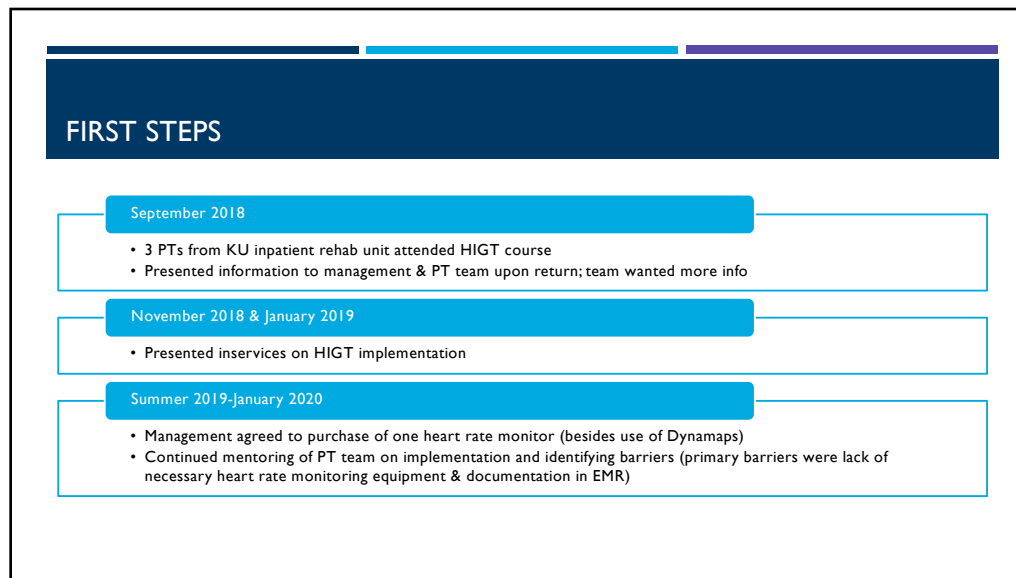 FIRST STEPS
September 2018
• 3 PTs from KU inpatient rehab unit attended HIGT course
• Presented information to management & PT team upon return; team wanted more info
November 2018 & January 2019
• Presented inservices on HIGT implementation
Summer 2019-January 2020
• Management agreed to purchase of one heart rate monitor (besides use of Dynamaps)
• Continued mentoring of PT team on implementation and identifying barriers (primary barriers were lack of
necessary heart rate monitoring equipment & documentation in EMR)